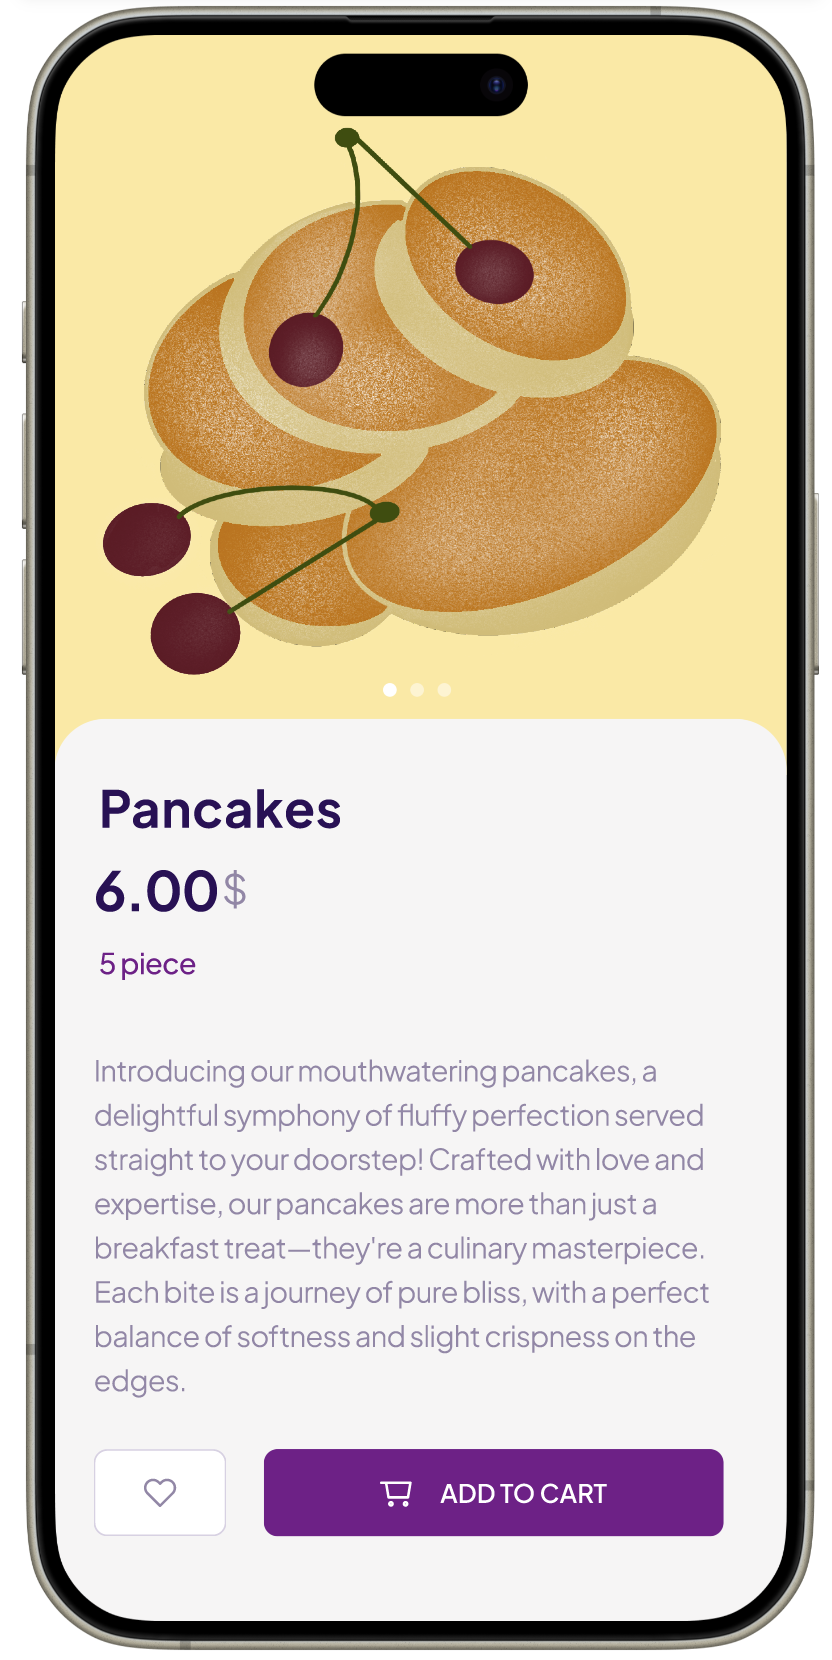 Pancakes
6.00$
5 piece
Introducing our mouthwatering pancakes, a
delightful symphony of fluffy perfection served
straight to your doorstep! Crafted with love and
expertise, our pancakes are more than just a
breakfast treat—they're a culinary masterpiece.
Each bite is a journey of pure bliss, with a perfect
balance of softness and slight crispness on the
edges.
ADD TO CART